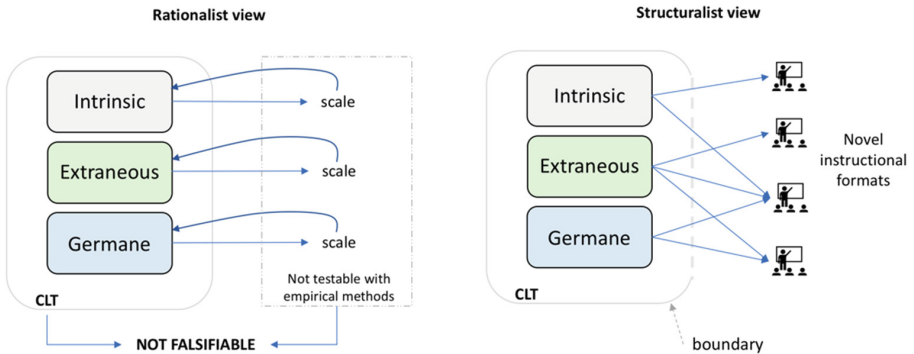 Rationalist view
Intrinsic
scale
Extraneous
scale
Germane
scale
Not testable with
empirical methods
CLT
NOT FALSIFIABLE
Structuralist view
Intrinsic
Extraneous
Germane
Novel
instructional
formats
CLT
boundary